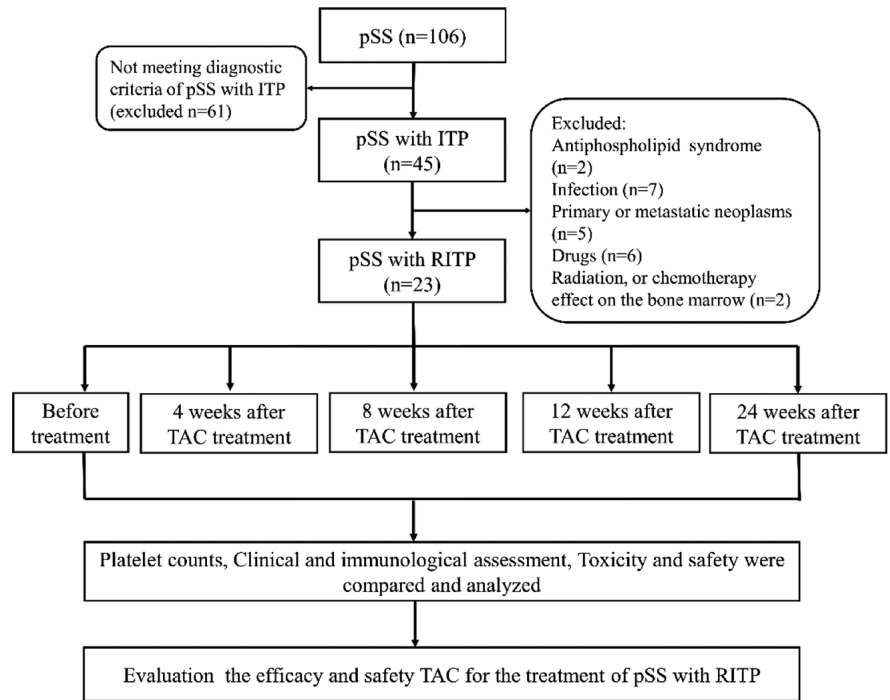 pSS (n=106)
Not meeting diagnostic
criteria of pSS with ITP
(excluded n=61)
pSS with ITP
(n=45)
Excluded:
Antiphospholipid syndrome
(n=2)
Infection (n=7)
Primary or metastatic neoplasms
(n=5)
Drugs (n=6)
Radiation, or chemotherapy
effect on the bone marrow (n=2)
pSS with RITP
(n=23)
Before
treatment
4 weeks after
TAC treatment
8 weeks after
TAC treatment
12 weeks after
TAC treatment
24 weeks after
TAC treatment
Platelet counts, Clinical and immunological assessment, Toxicity and safety were
compared and analyzed
Evaluation the efficacy and safety TAC for the treatment of pSS with RITP